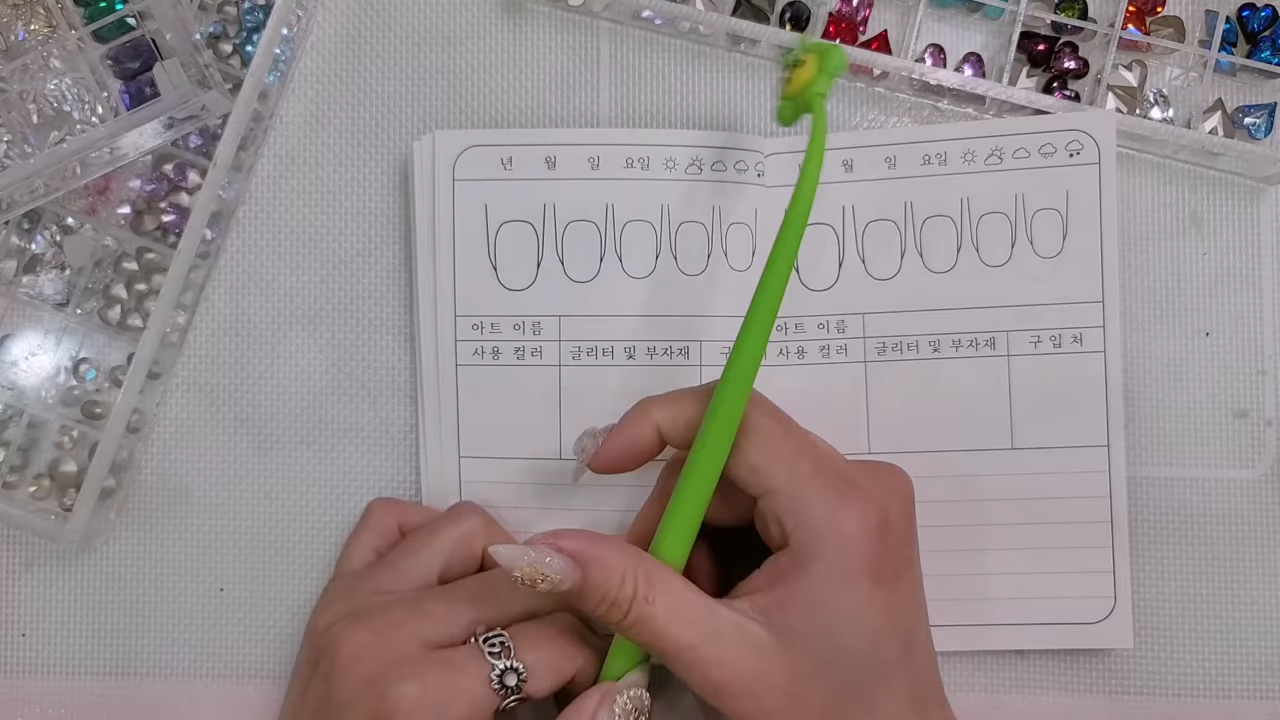 년 월 일 요일
아트 이름
사용 컬러 글리터 및 부자재 구
월 일 요일
아트 이름
사용 컬러 글리터 및 부자재 구입처